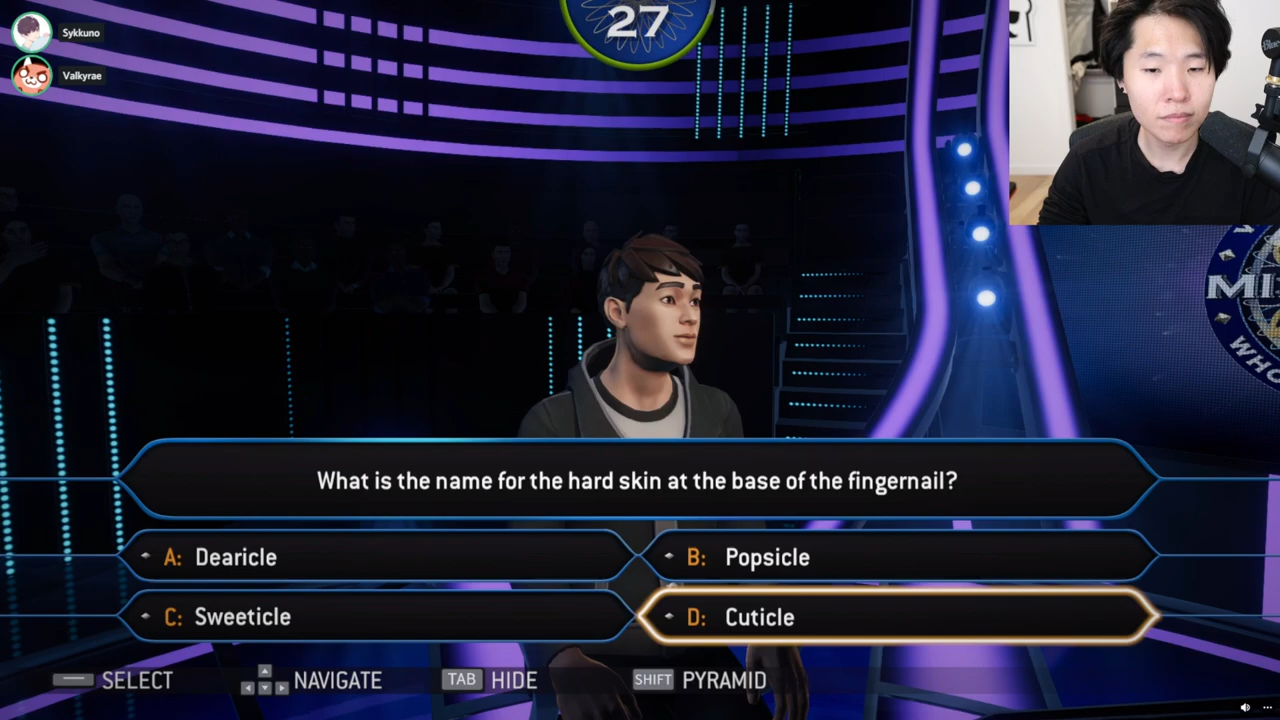 27
Sykkuno
Valkyrae
What is the name for the hard skin at the base of the fingernail?
A: Dearicle
B: Popsicle
C: Sweeticle
D: Cuticle
SELECT
NAVIGATE
TAB HIDE
SHIFT PYRAMID